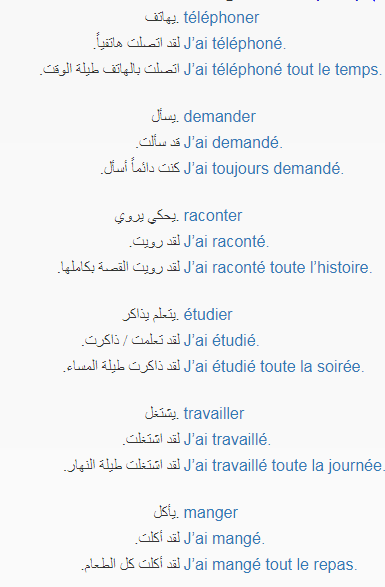 يهاتف. téléphoner
لقد اتصلت هاتفياً. J’ai téléphoné.
اتصلت بالهاتف طيلة الوقت. J’ai téléphoné tout le temps.
يسأل. demander
قد سألت. J’ai demandé.
كنت دائماً أسأل. J’ai toujours demandé.
يحكي يروي. raconter
لقد رويت. J’ai raconté.
لقد رويت القصة بكاملها. J’ai raconté toute l’histoire.
يتعلم يذاكر. étudier
لقد تعلمت / ذاكرت. J’ai étudié.
لقد ذاكرت طيلة المساء. J’ai étudié toute la soirée.
يشتغل. travailler
لقد اشتغلت. J’ai travaillé.
لقد اشتغلت طيلة النهار. J’ai travaillé toute la journée.
يأكل. manger
لقد أكلت. J’ai mangé.
لقد أكلت كل الطعام. J’ai mangé tout le repas.